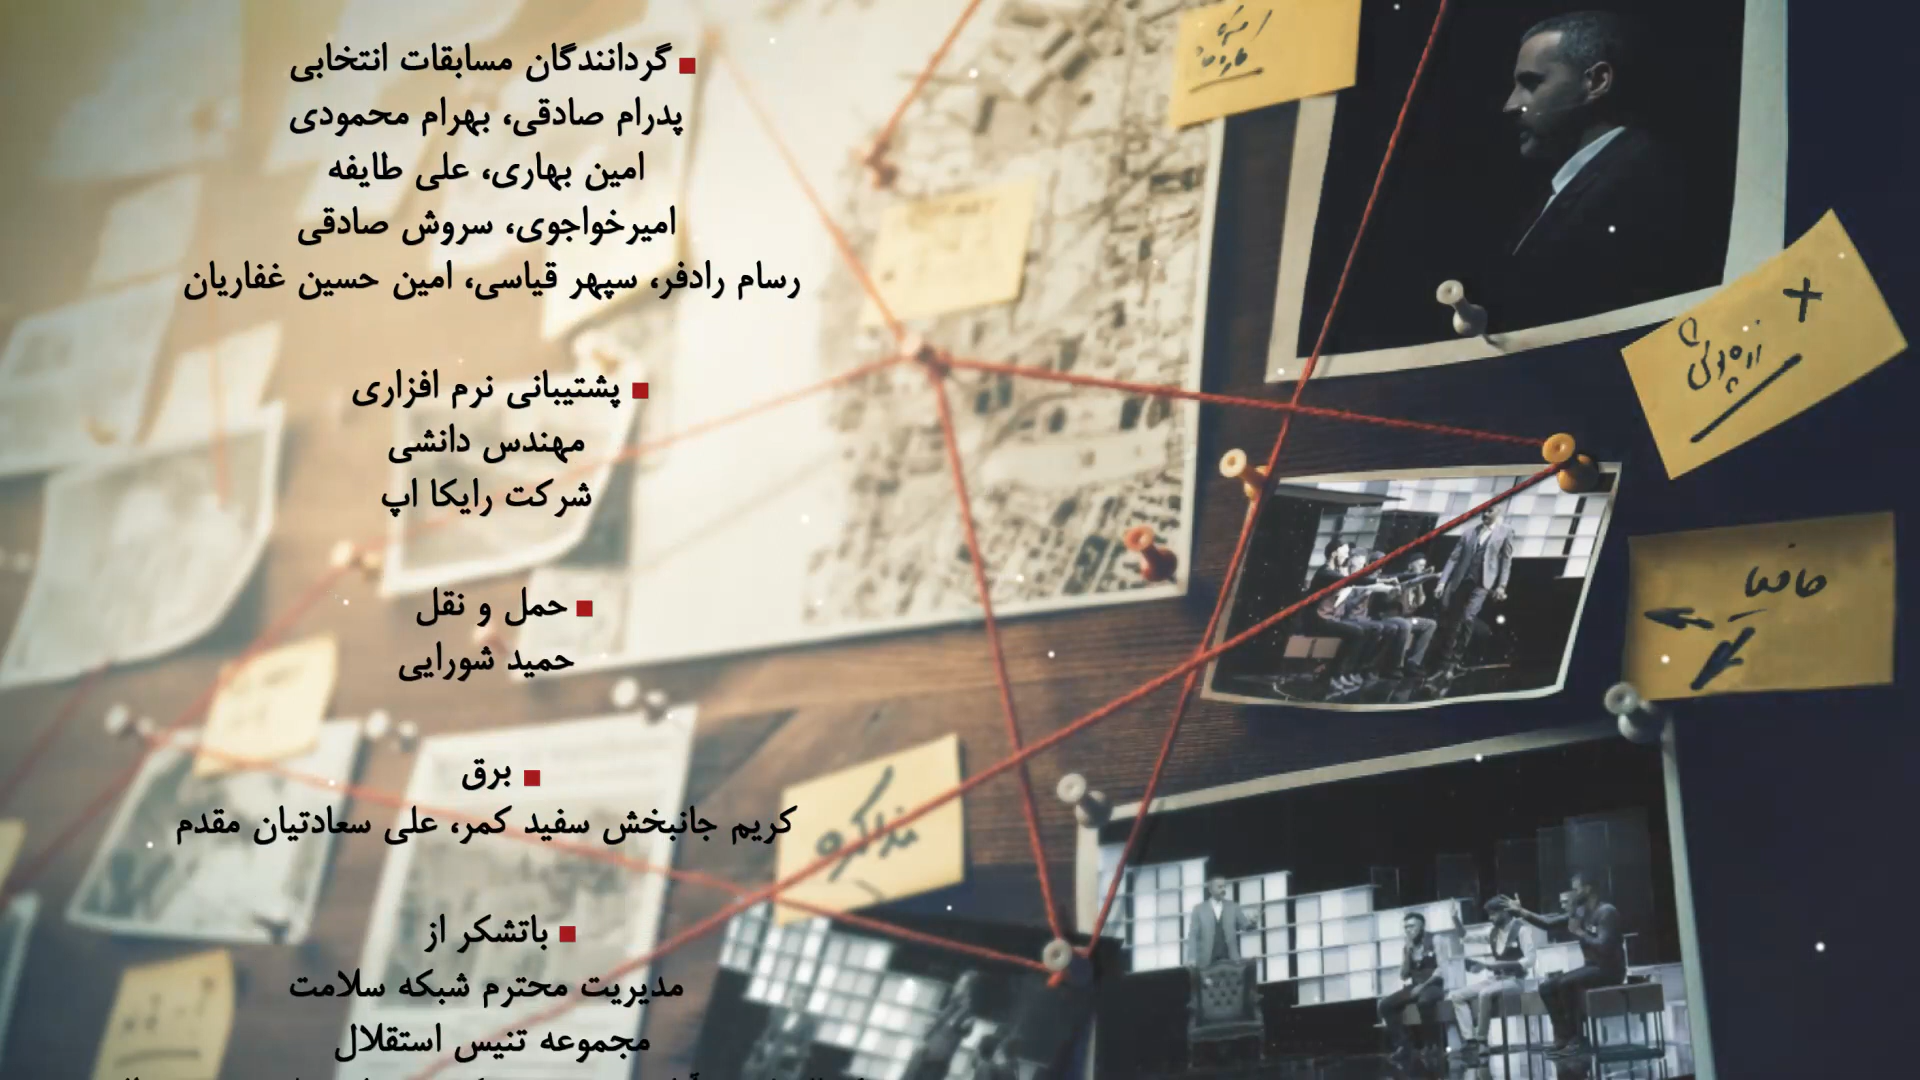 گردانندگان مسابقات انتخابی
پدرام صادقی، بهرام محمودی
امین بهاری، علی طایفه
امیرخواجوی، سروش صادقی
رسام رادفر، سپهر قیاسی، امین حسین غفاریان
پشتیبانی نرم افزاری
مهندس دانشی
شرکت رایکا اپ
حمل و نقل
حمید شورایی
برق
کریم جانبخش سفید کمر، علی سعادتیان مقدم
باتشکر از
مدیریت محترم شبکه سلامت
مجموعه تنیس استقلال
مافیا
مذاکره